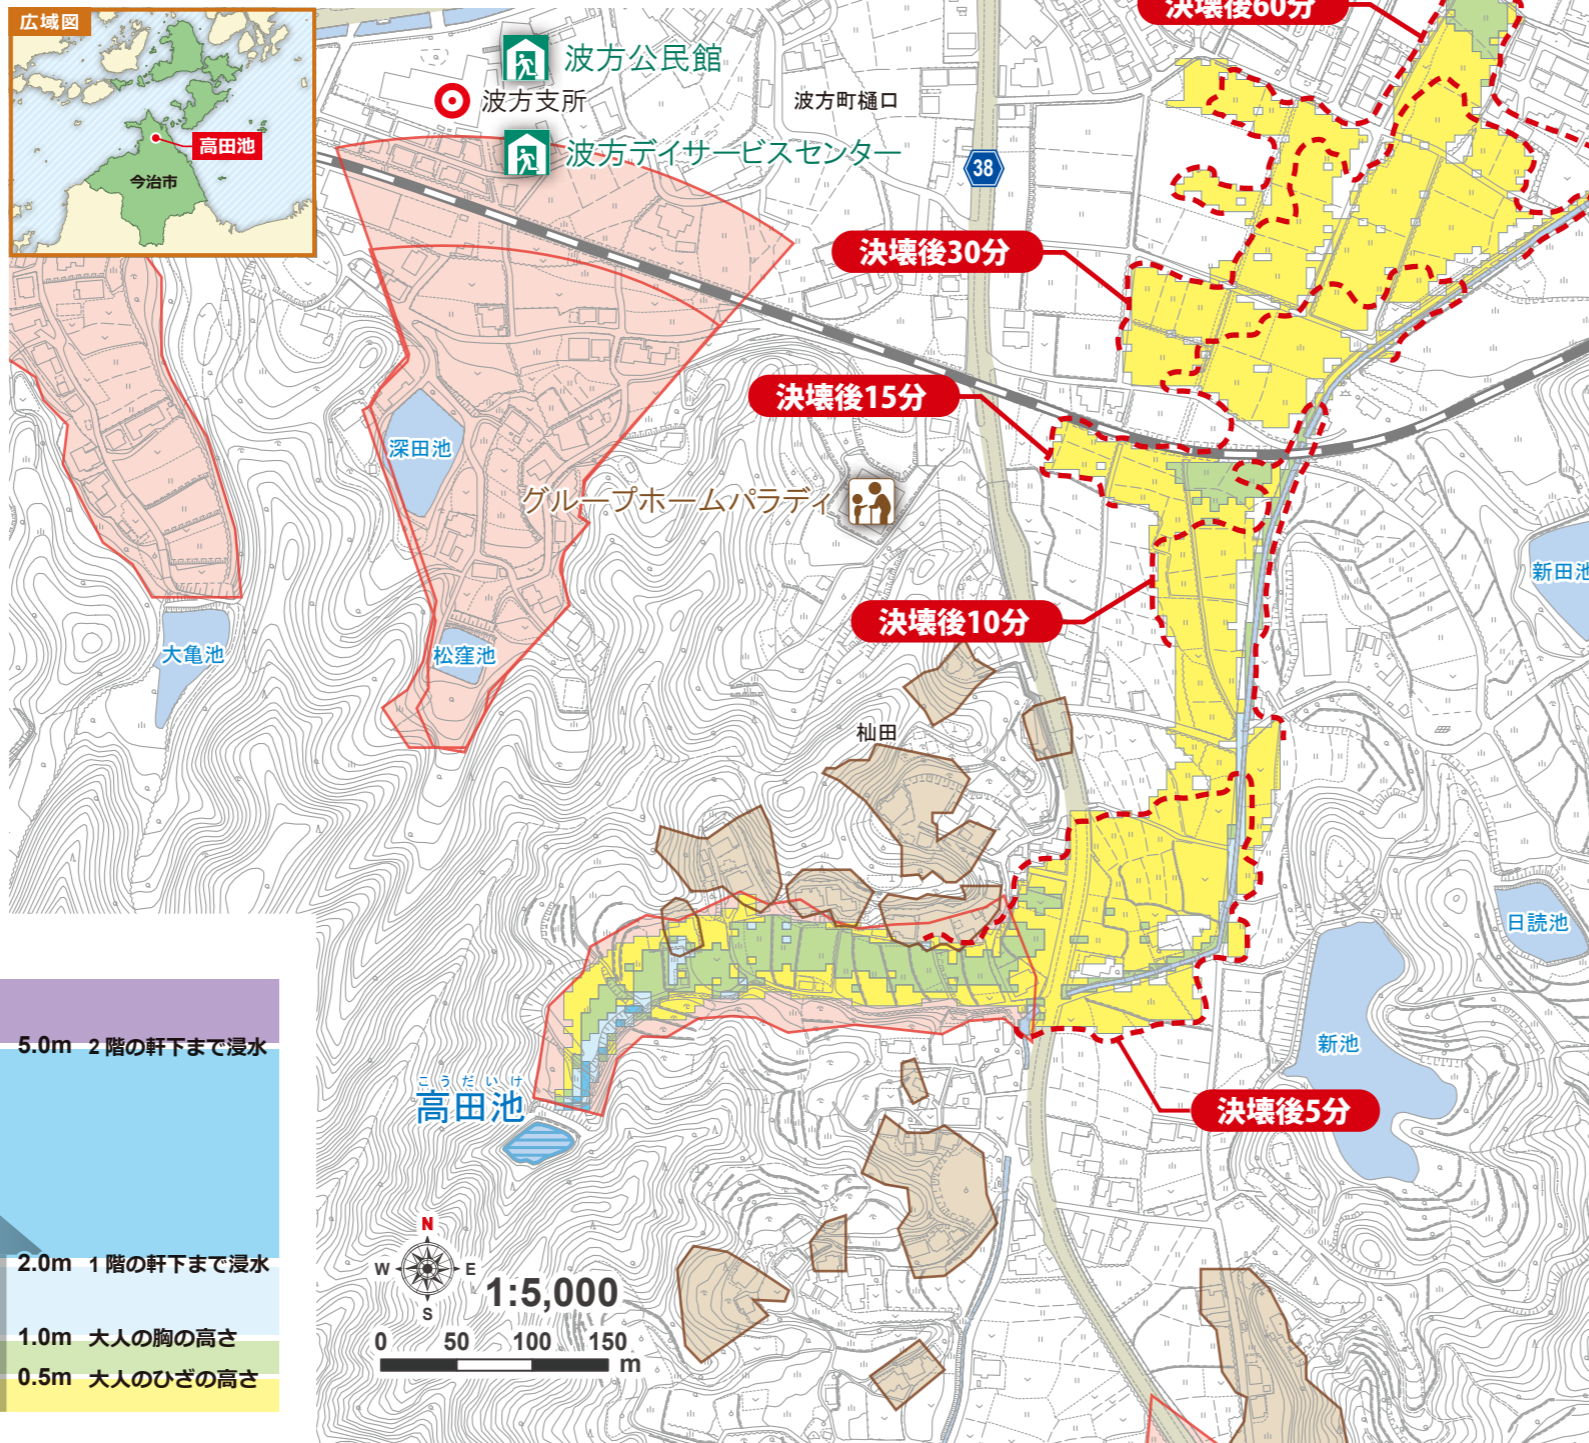 広域図
高田池
今治市
波方公民館
波方支所
波方デイサービスセンター
波方町樋口
38
決壊後60分
決壊後30分
決壊後15分
深田池
グループホームパラディ
新田池
決壊後10分
大亀池
松窪池
杣田
日読池
新池
決壊後5分
こうだいけ
高田池
5.0m 2階の軒下まで浸水
2.0m 1階の軒下まで浸水
1.0m 大人の胸の高さ
0.5m 大人のひざの高さ
N
W E
S
1:5,000
0 50 100 150
m